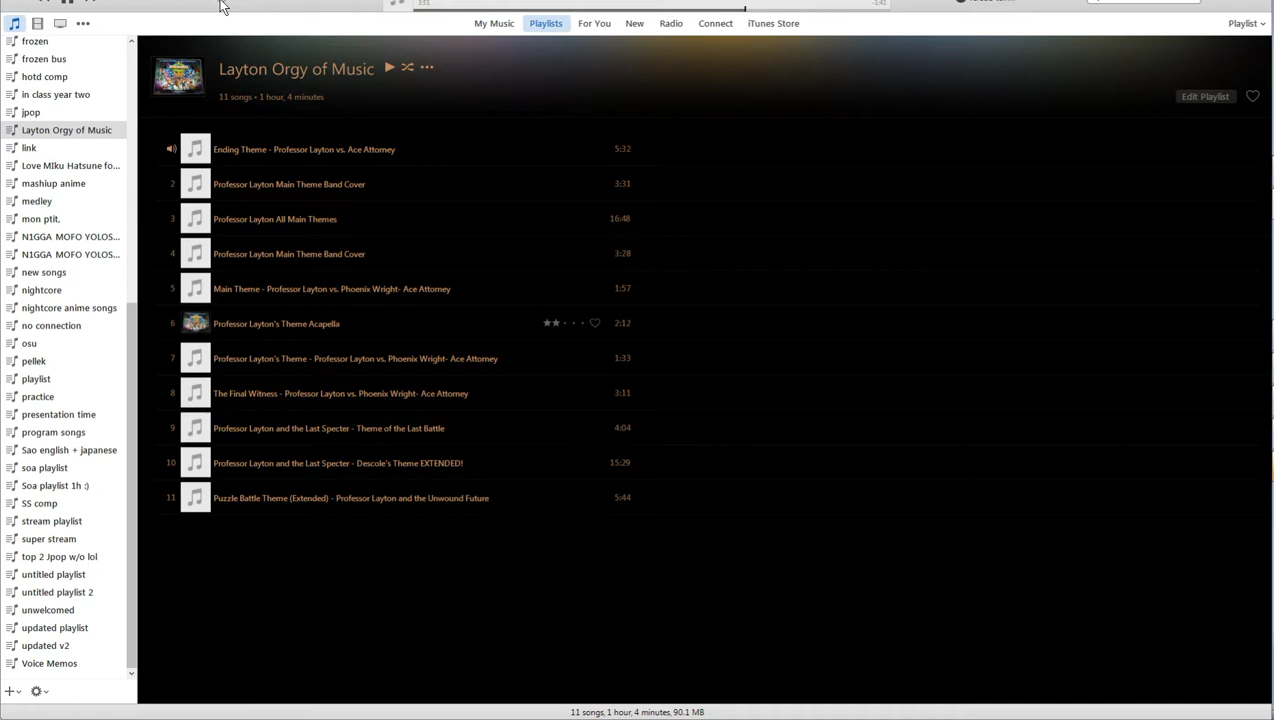 3:51
-1:41
My Music
Playlists
For You
New
Radio
Connect
iTunes Store
Playlist
frozen
frozen bus
hotd comp
in class year two
jpop
Layton Orgy of Music
link
Love MIku Hatsune fo...
mashiup anime
medley
mon ptit,
N1GGA MOFO YOLOS...
N1GGA MOFO YOLOS...
new songs
nightcore
nightcore anime songs
no connection
osu
pellek
playlist
practice
presentation time
program songs
Sao english + japanese
soa playlist
Soa playlist 1h :)
SS comp
stream playlist
super stream
top 2 Jpop w/o lol
untitled playlist
untitled playlist 2
unwelcomed
updated playlist
updated v2
Voice Memos
Layton Orgy of Music
11 songs • 1 hour, 4 minutes
Edit Playlist
Ending Theme - Professor Layton vs. Ace Attorney 5:32
2 Professor Layton Main Theme Band Cover 3:31
3 Professor Layton All Main Themes 16:48
4 Professor Layton Main Theme Band Cover 3:28
5 Main Theme - Professor Layton vs. Phoenix Wright- Ace Attorney 1:57
6 Professor Layton's Theme Acapella 2:12
7 Professor Layton's Theme - Professor Layton vs. Phoenix Wright- Ace Attorney 1:33
8 The Final Witness - Professor Layton vs. Phoenix Wright- Ace Attorney 3:11
9 Professor Layton and the Last Specter - Theme of the Last Battle 4:04
10 Professor Layton and the Last Specter - Descole's Theme EXTENDED! 15:29
11 Puzzle Battle Theme (Extended) - Professor Layton and the Unwound Future 5:44
11 songs, 1 hour, 4 minutes, 90.1 MB